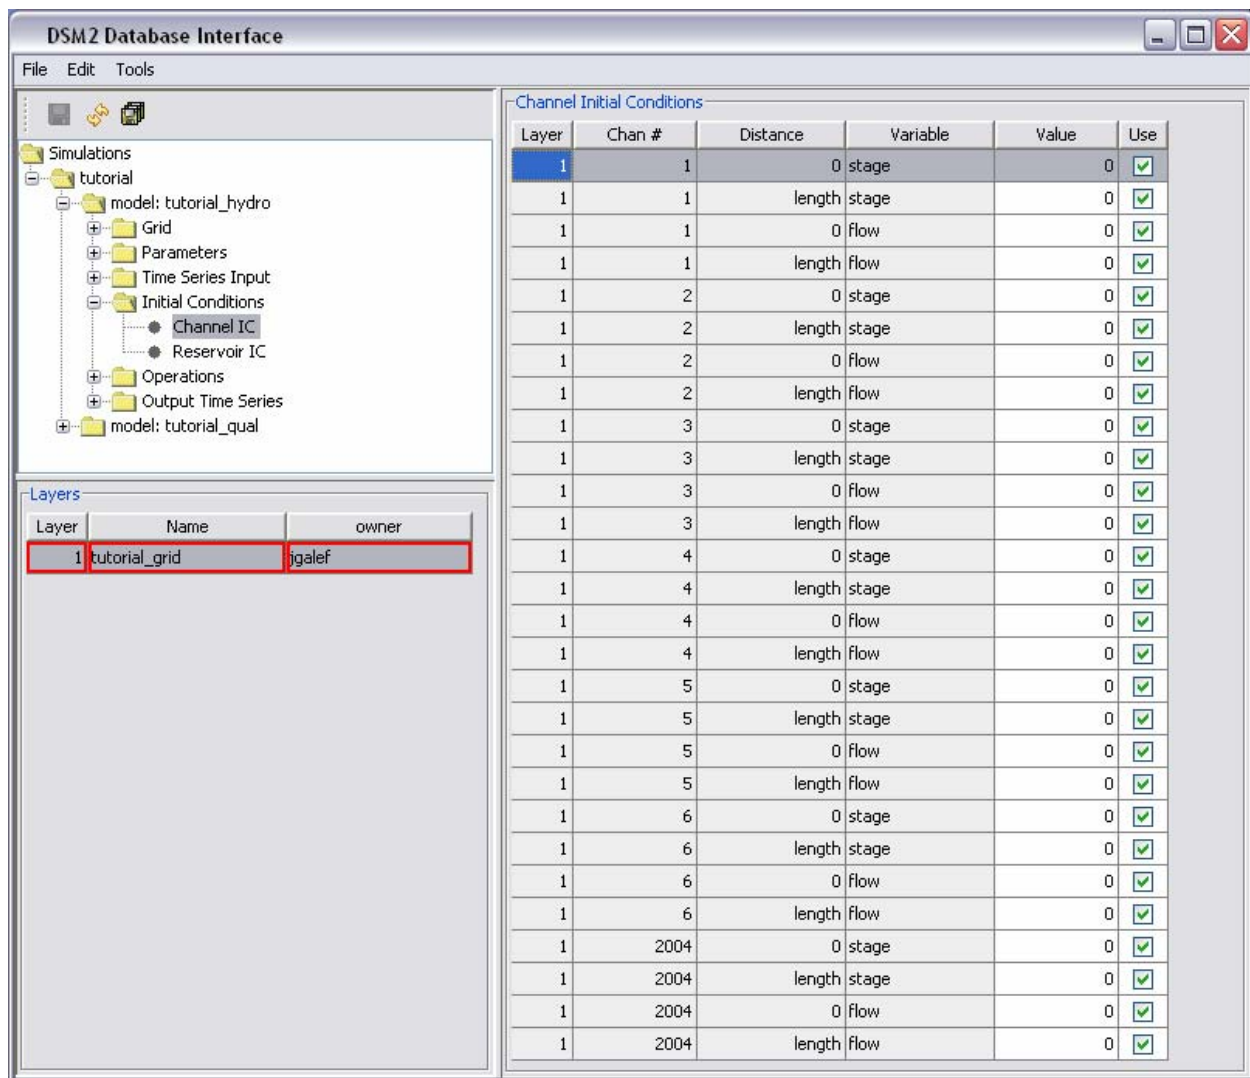 DSM2 Database Interface
File Edit Tools
Simulations
tutorial
model: tutorial_hydro
Grid
Parameters
Time Series Input
Initial Conditions
Channel IC
Reservoir IC
Operations
Output Time Series
model: tutorial_qual
Layers
Layer Name owner
1 tutorial_grid jgalef
Channel Initial Conditions
Layer Chan # Distance Variable Value Use
1 1 0 stage 0
1 1 length stage 0
1 1 0 flow 0
1 1 length flow 0
1 2 0 stage 0
1 2 length stage 0
1 2 0 flow 0
1 2 length flow 0
1 3 0 stage 0
1 3 length stage 0
1 3 0 flow 0
1 3 length flow 0
1 4 0 stage 0
1 4 length stage 0
1 4 0 flow 0
1 4 length flow 0
1 5 0 stage 0
1 5 length stage 0
1 5 0 flow 0
1 5 length flow 0
1 6 0 stage 0
1 6 length stage 0
1 6 0 flow 0
1 6 length flow 0
1 2004 0 stage 0
1 2004 length stage 0
1 2004 0 flow 0
1 2004 length flow 0